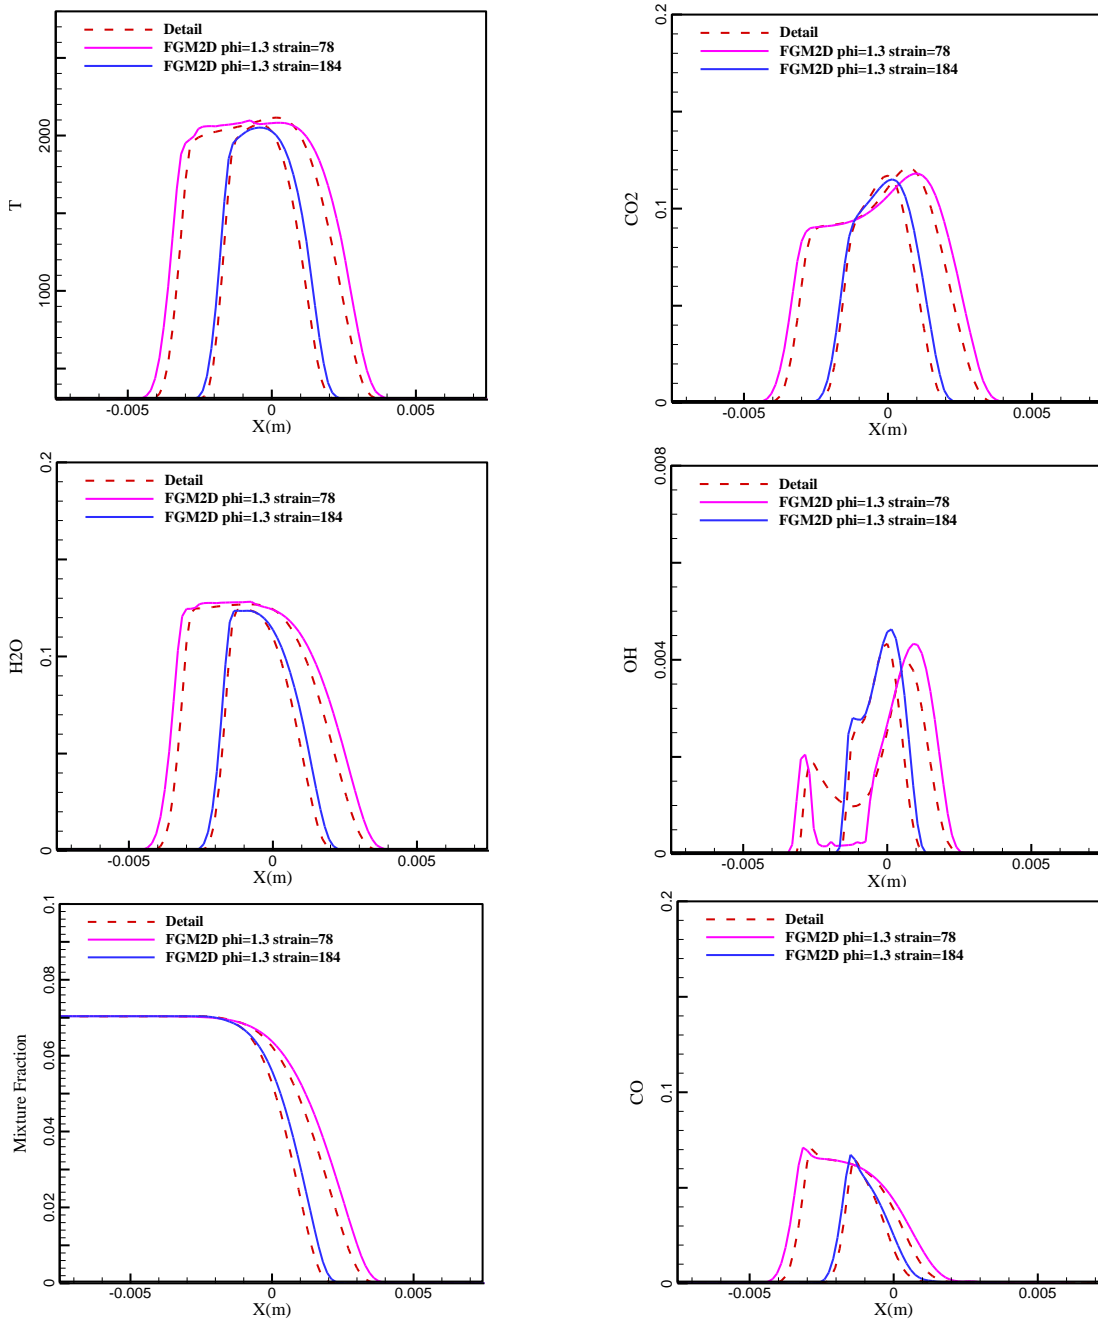 Detail
FGM2D phi=1.3 strain=78
FGM2D phi=1.3 strain=184
2000
1000
T
-0.005
0
0.005
X(m)
Detail
FGM2D phi=1.3 strain=78
FGM2D phi=1.3 strain=184
0.2
0.1
0
CO2
-0.005
0
0.005
X(m)
Detail
FGM2D phi=1.3 strain=78
FGM2D phi=1.3 strain=184
0.2
0.1
0
H2O
-0.005
0
0.005
X(m)
Detail
FGM2D phi=1.3 strain=78
FGM2D phi=1.3 strain=184
0.008
0.004
0
OH
-0.005
0
0.005
X(m)
Detail
FGM2D phi=1.3 strain=78
FGM2D phi=1.3 strain=184
0.1
0.08
0.06
0.04
0.02
0
Mixture Fraction
-0.005
0
0.005
X(m)
Detail
FGM2D phi=1.3 strain=78
FGM2D phi=1.3 strain=184
0.2
0.1
0
CO
-0.005
0
0.005
X(m)